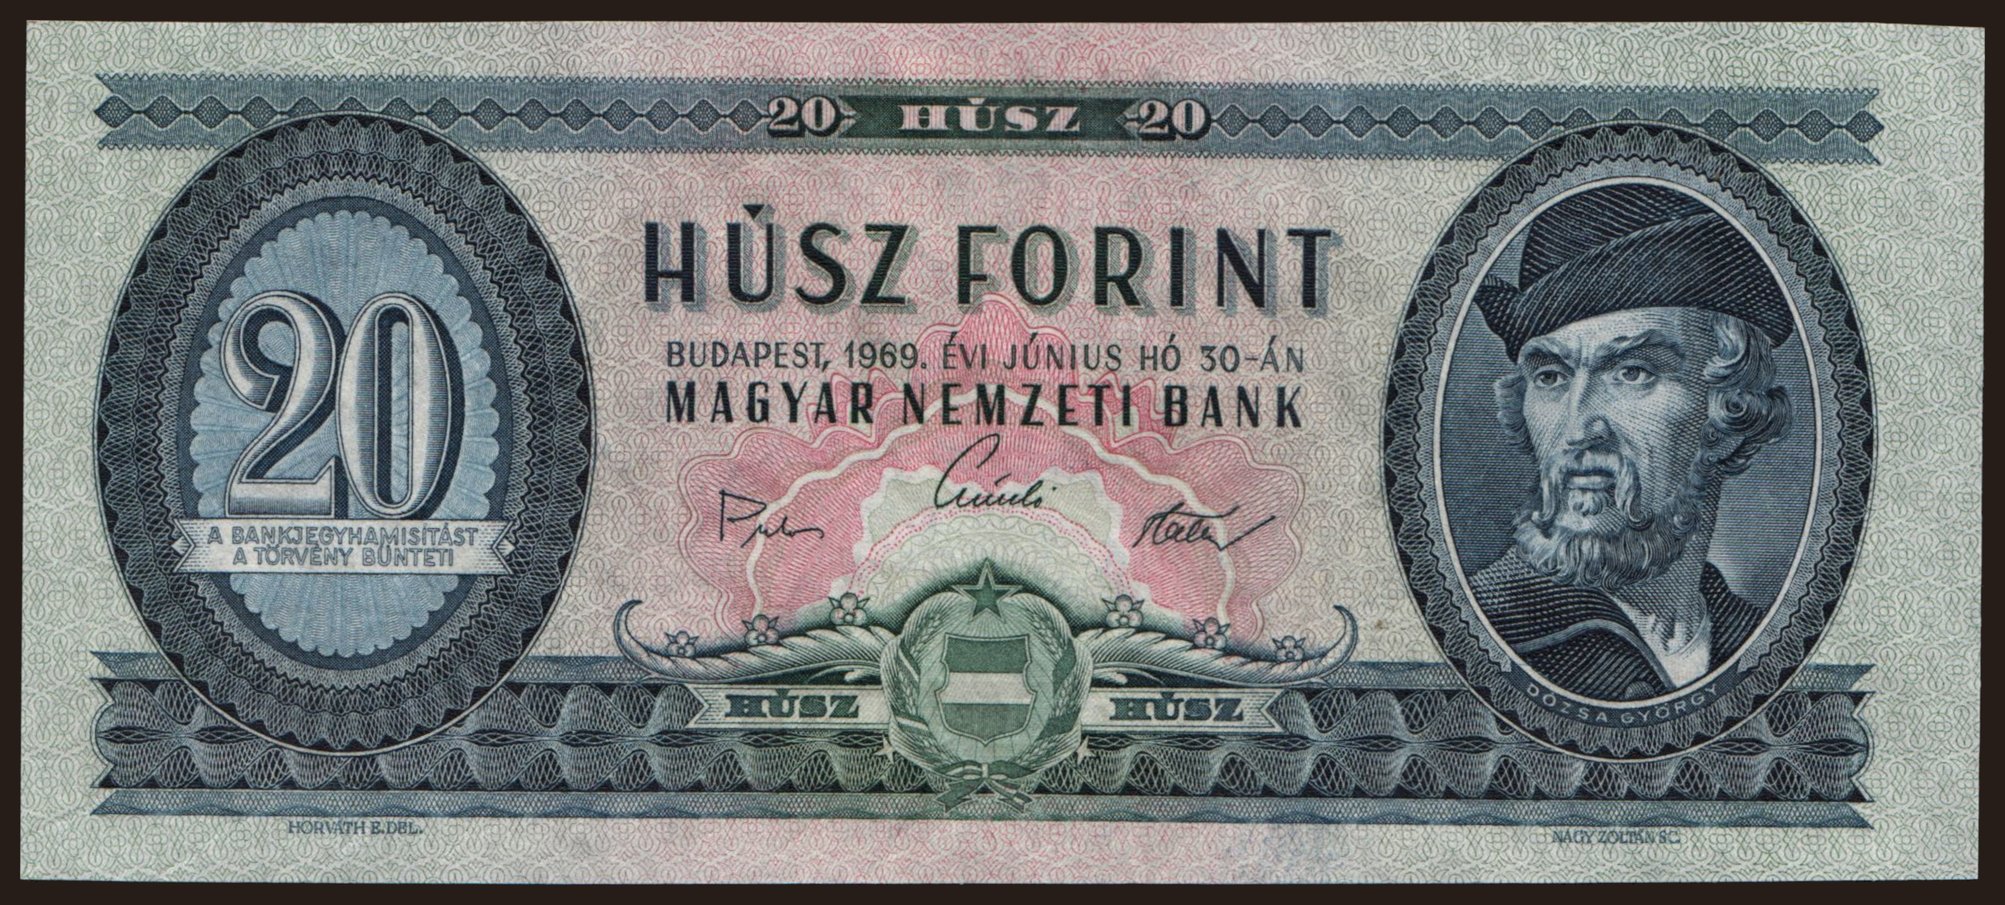 20 HÚSZ 20
HÚSZ FORINT
BUDAPEST, 1969. ÉVI JÚNIUS HÓ 30-ÁN
MAGYAR NEMZETI BANK
20
A BANKJEGYHAMISÍTÁST
A TÖRVÉNY BÜNTETI
HÚSZ HÚSZ
DÓZSA GYÖRGY
HORVÁTH E. DEL.
NAGY ZOLTÁN SC.